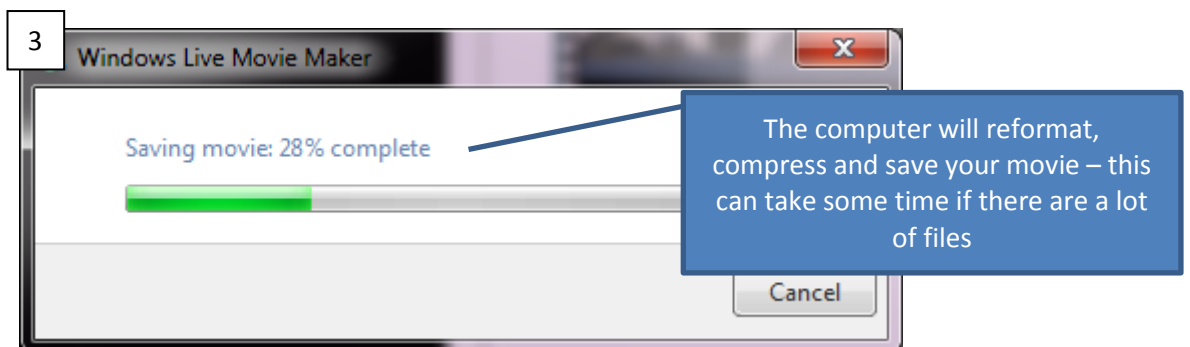 3
Windows Live Movie Maker
Saving movie: 28% complete
The computer will reformat,
compress and save your movie – this
can take some time if there are a lot
of files
Cancel